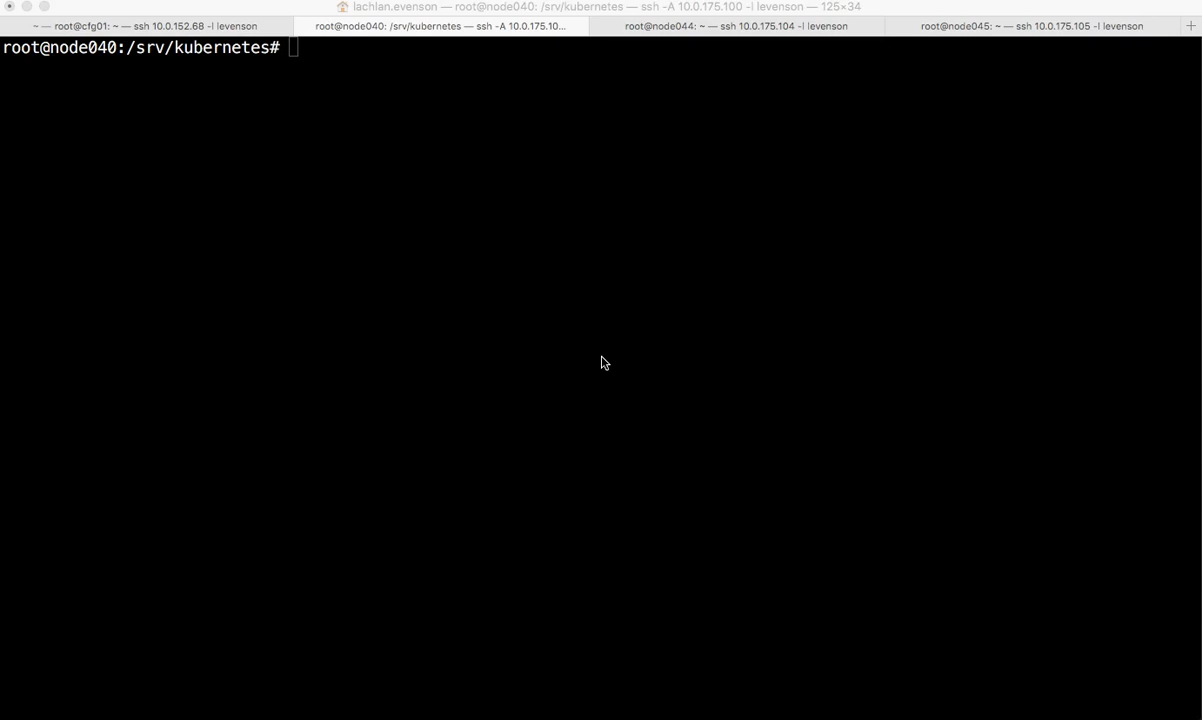 lachlan.evenson — root@node040: /srv/kubernetes — ssh -A 10.0.175.100 -l levenson — 125×34
~ — root@cfg01: ~ — ssh 10.0.152.68 -l levenson
root@node040: /srv/kubernetes — ssh -A 10.0.175.10...
root@node044: ~ — ssh 10.0.175.104 -l levenson
root@node045: ~ — ssh 10.0.175.105 -l levenson
+
root@node040:/srv/kubernetes#